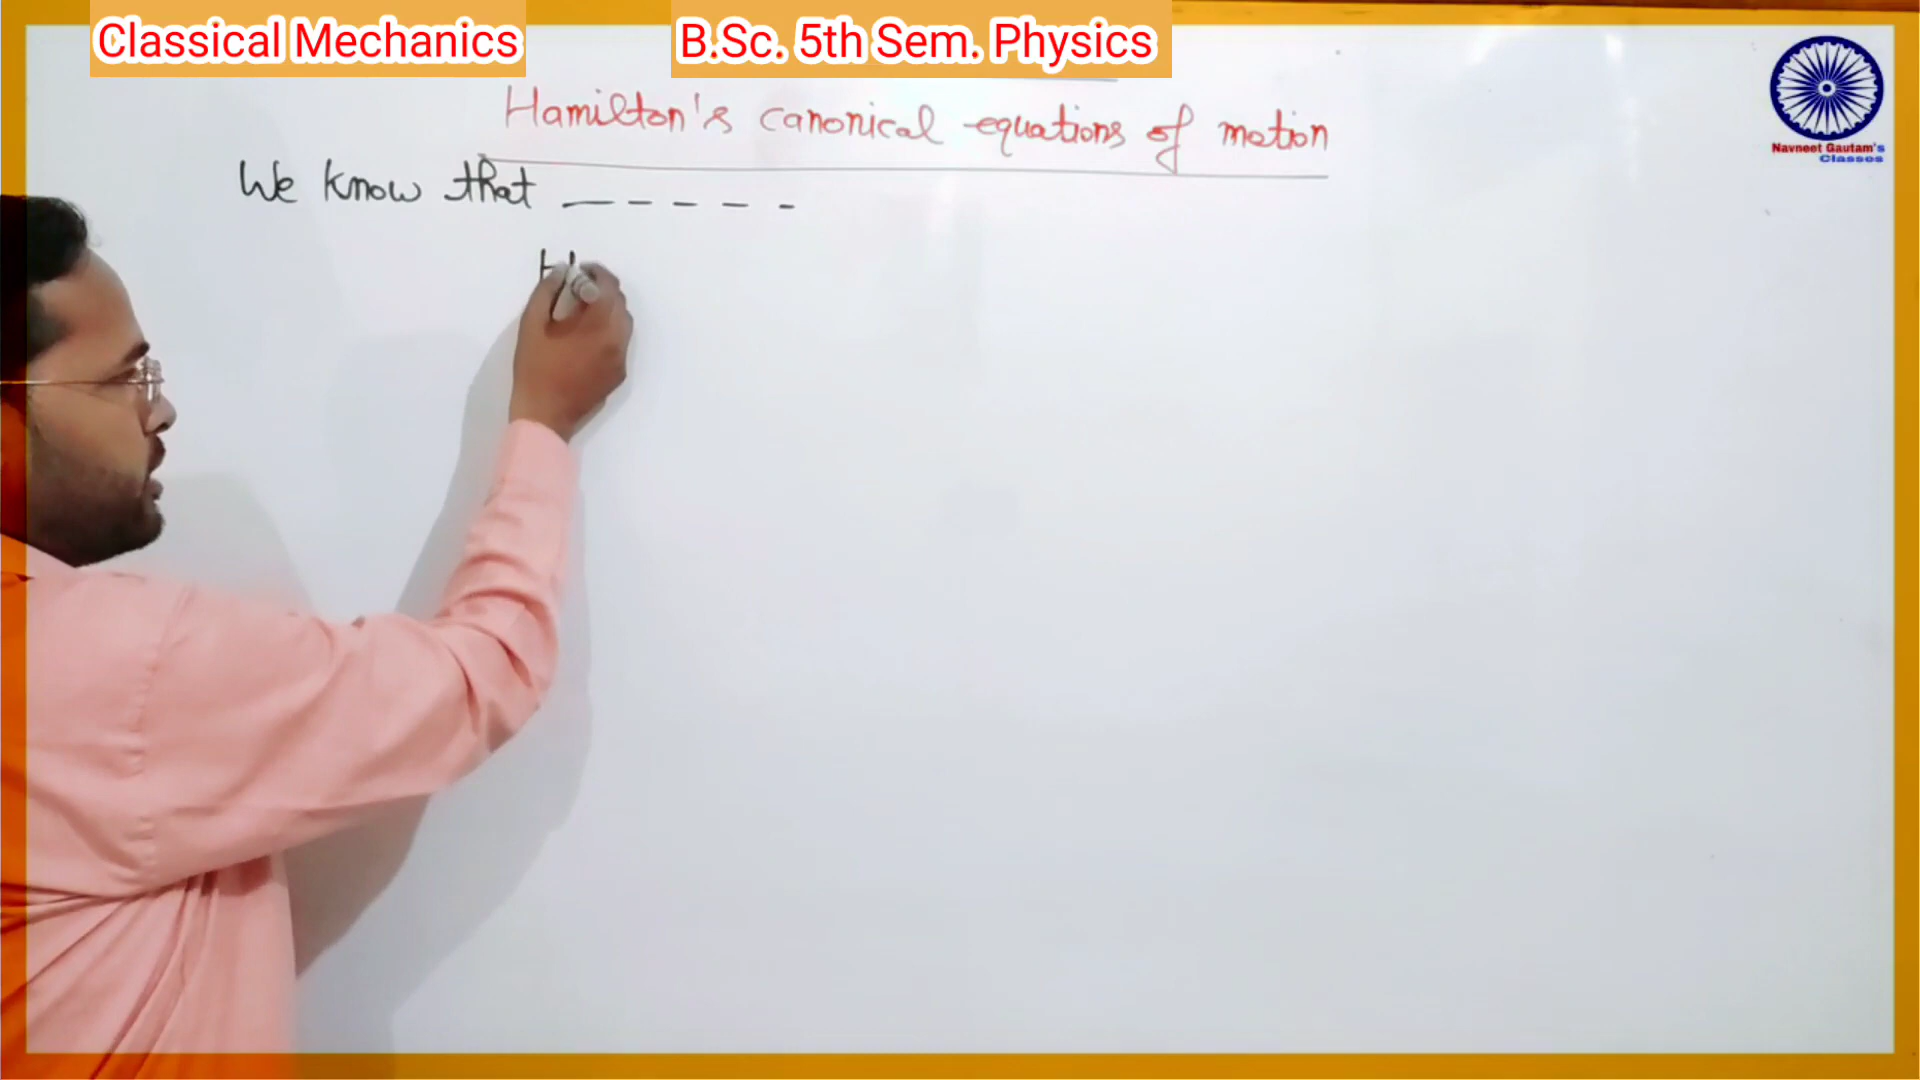 Classical Mechanics
B.Sc. 5th Sem. Physics
Navneet Gautam's
Classes
Hamilton's canonical equations of motion
We know that _ _ _ _ _
H